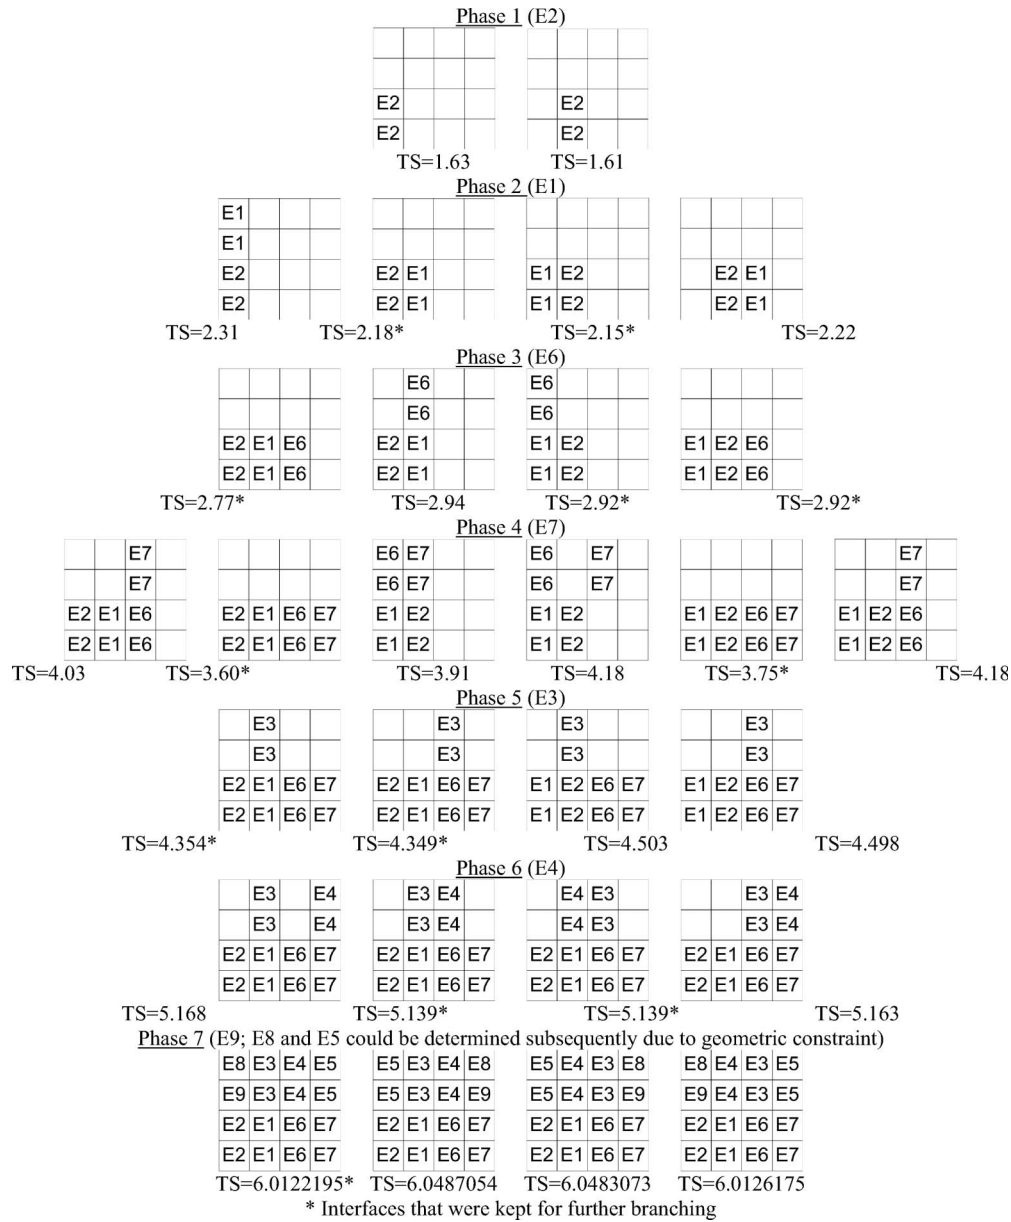 Phase 1 (E2)
E2 E2
E2 E2
TS=1.63 TS=1.61
Phase 2 (E1)
E1
E1
E2 E2 E1 E1 E2 E2 E1
E2 E2 E1 E1 E2 E2 E1
TS=2.31 TS=2.18* TS=2.15* TS=2.22
Phase 3 (E6)
E6 E6
E6 E6
E2 E1 E6 E2 E1 E1 E2 E1 E2 E6
E2 E1 E6 E2 E1 E1 E2 E1 E2 E6
TS=2.77* TS=2.94 TS=2.92* TS=2.92*
Phase 4 (E7)
E7 E6 E7 E6 E7 E7
E7 E6 E7 E6 E7 E7
E2 E1 E6 E2 E1 E6 E7 E1 E2 E1 E2 E1 E2 E6 E7 E1 E2 E6
E2 E1 E6 E2 E1 E6 E7 E1 E2 E1 E2 E1 E2 E6 E7 E1 E2 E6
TS=4.03 TS=3.60* TS=3.91 TS=4.18 TS=3.75* TS=4.18
Phase 5 (E3)
E3 E3 E3 E3
E3 E3 E3 E3
E2 E1 E6 E7 E2 E1 E6 E7 E1 E2 E6 E7 E1 E2 E6 E7
E2 E1 E6 E7 E2 E1 E6 E7 E1 E2 E6 E7 E1 E2 E6 E7
TS=4.354* TS=4.349* TS=4.503 TS=4.498
Phase 6 (E4)
E3 E4 E3 E4 E4 E3 E3 E4
E3 E4 E3 E4 E4 E3 E3 E4
E2 E1 E6 E7 E2 E1 E6 E7 E2 E1 E6 E7 E2 E1 E6 E7
E2 E1 E6 E7 E2 E1 E6 E7 E2 E1 E6 E7 E2 E1 E6 E7
TS=5.168 TS=5.139* TS=5.139* TS=5.163
Phase 7 (E9; E8 and E5 could be determined subsequently due to geometric constraint)
E8 E3 E4 E5 E5 E3 E4 E8 E5 E4 E3 E8 E8 E4 E3 E5
E9 E3 E4 E5 E5 E3 E4 E9 E5 E4 E3 E9 E9 E4 E3 E5
E2 E1 E6 E7 E2 E1 E6 E7 E2 E1 E6 E7 E2 E1 E6 E7
E2 E1 E6 E7 E2 E1 E6 E7 E2 E1 E6 E7 E2 E1 E6 E7
TS=6.0122195* TS=6.0487054 TS=6.0483073 TS=6.0126175
* Interfaces that were kept for further branching